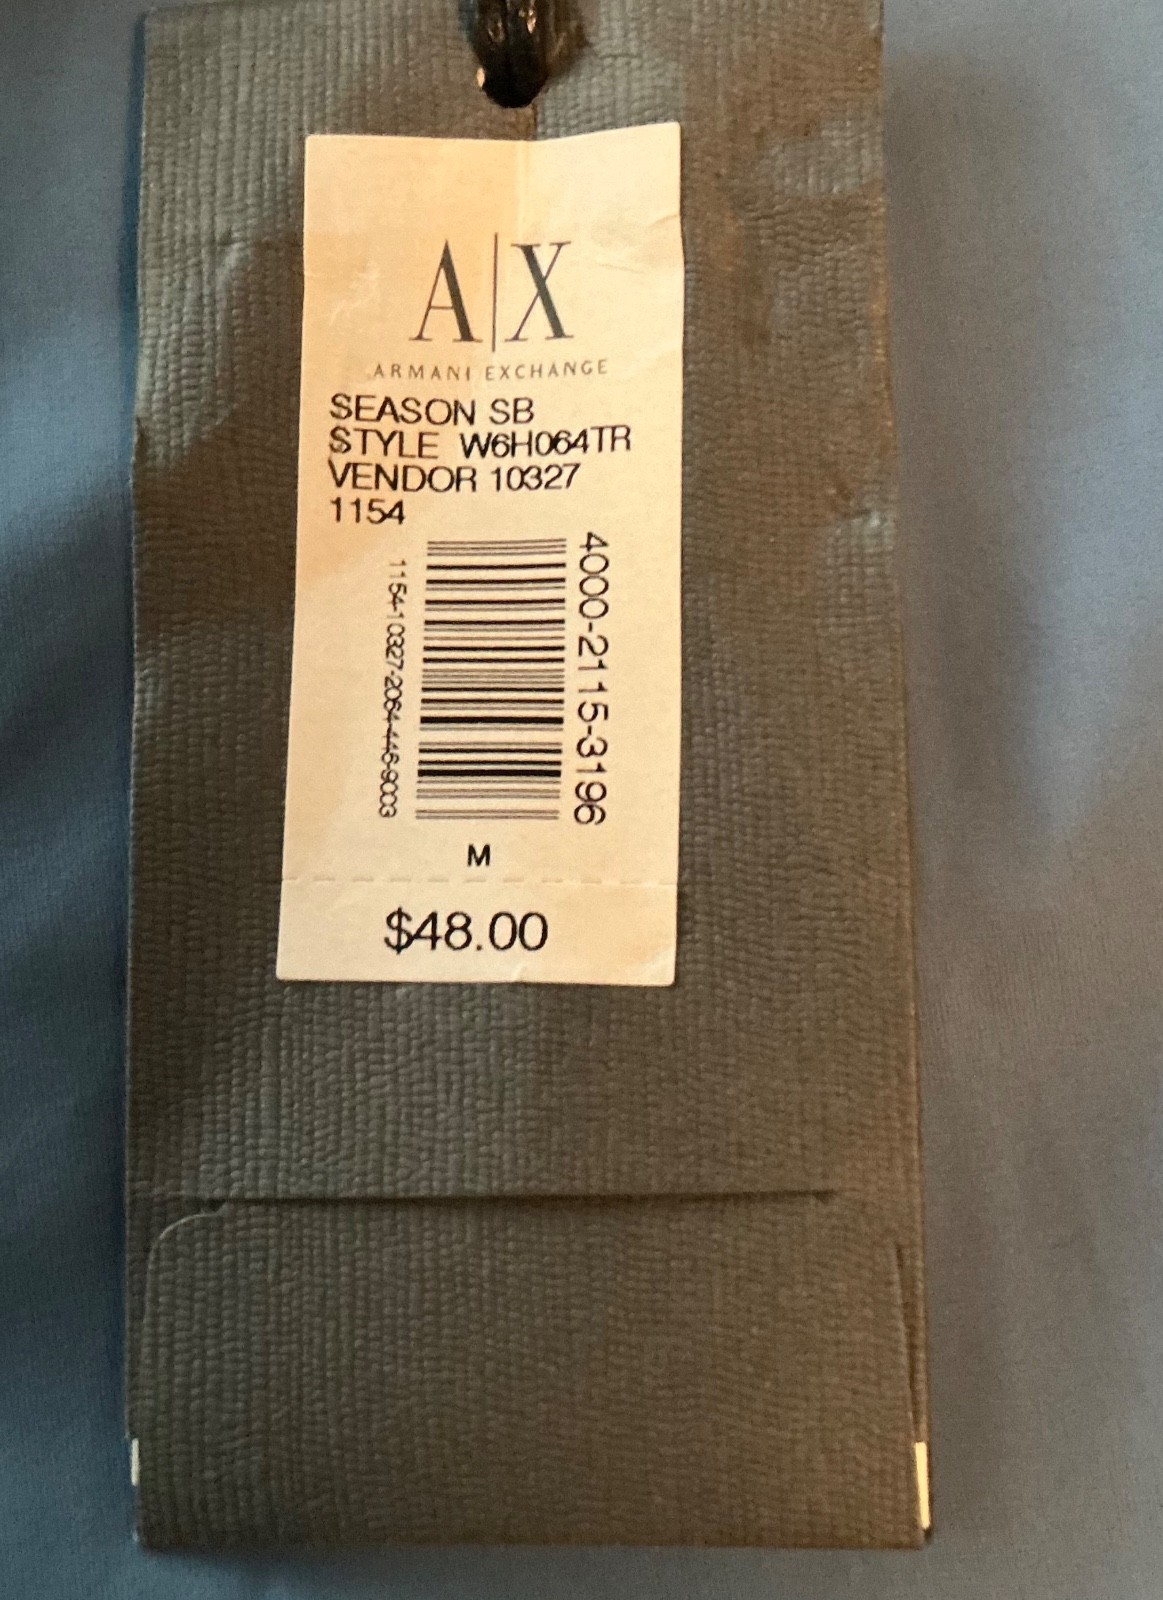 A|X
ARMANI EXCHANGE
SEASON SB
STYLE W6H064TR
VENDOR 10327
1154
4000-2115-3196
1154-10327-2064-446-9003
M
$48.00